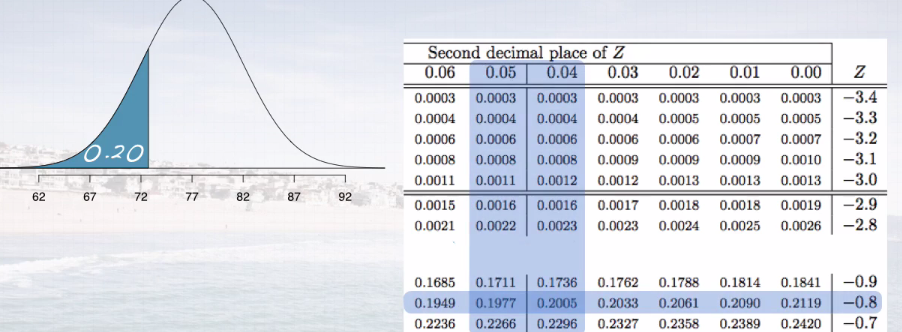 0.20
62 67 72 77 82 87 92
Second decimal place of Z
0.06 0.05 0.04 0.03 0.02 0.01 0.00 Z
0.0003 0.0003 0.0003 0.0003 0.0003 0.0003 0.0003 −3.4
0.0004 0.0004 0.0004 0.0004 0.0005 0.0005 0.0005 −3.3
0.0006 0.0006 0.0006 0.0006 0.0006 0.0007 0.0007 −3.2
0.0008 0.0008 0.0008 0.0009 0.0009 0.0009 0.0010 −3.1
0.0011 0.0011 0.0012 0.0012 0.0013 0.0013 0.0013 −3.0
0.0015 0.0016 0.0016 0.0017 0.0018 0.0018 0.0019 −2.9
0.0021 0.0022 0.0023 0.0023 0.0024 0.0025 0.0026 −2.8
0.1685 0.1711 0.1736 0.1762 0.1788 0.1814 0.1841 −0.9
0.1949 0.1977 0.2005 0.2033 0.2061 0.2090 0.2119 −0.8
0.2236 0.2266 0.2296 0.2327 0.2358 0.2389 0.2420 −0.7